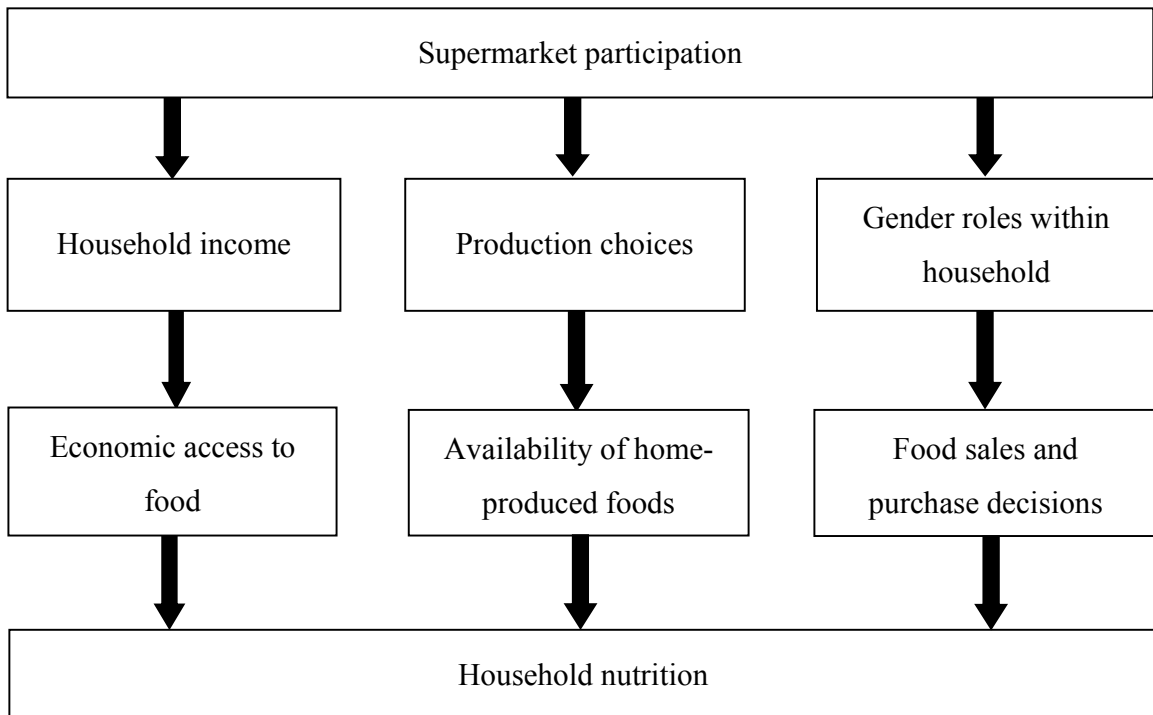 Supermarket participation
Household income
Production choices
Gender roles within
household
Economic access to
food
Availability of home-
produced foods
Food sales and
purchase decisions
Household nutrition